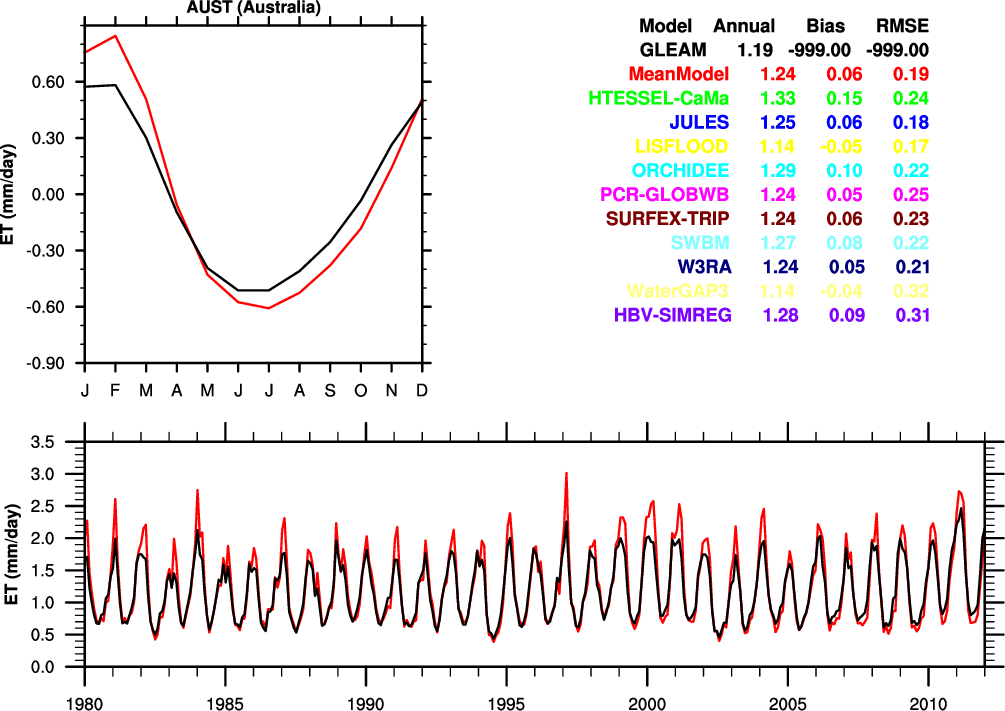 AUST (Australia)
Model Annual Bias RMSE
GLEAM 1.19 -999.00 -999.00
MeanModel 1.24 0.06 0.19
HTESSEL-CaMa 1.33 0.15 0.24
JULES 1.25 0.06 0.18
LISFLOOD 1.14 -0.05 0.17
ORCHIDEE 1.29 0.10 0.22
PCR-GLOBWB 1.24 0.05 0.25
SURFEX-TRIP 1.24 0.06 0.23
SWBM 1.27 0.08 0.22
W3RA 1.24 0.05 0.21
WaterGAP3 1.14 -0.04 0.32
HBV-SIMREG 1.28 0.09 0.31
ET (mm/day)
0.60
0.30
0.00
-0.30
-0.60
-0.90
J F M A M J J A S O N D
ET (mm/day)
3.5
3.0
2.5
2.0
1.5
1.0
0.5
0.0
1980 1985 1990 1995 2000 2005 2010